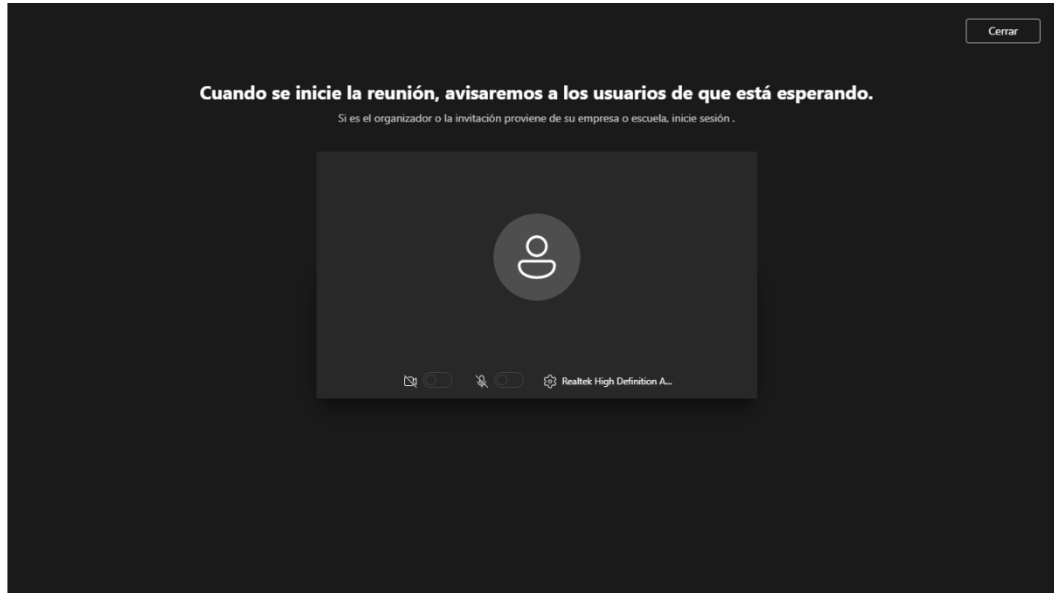 Cerrar
Cuando se inicie la reunión, avisaremos a los usuarios de que está esperando.
Si es el organizador o la invitación proviene de su empresa o escuela, inicie sesión .
Realtek High Definition A...